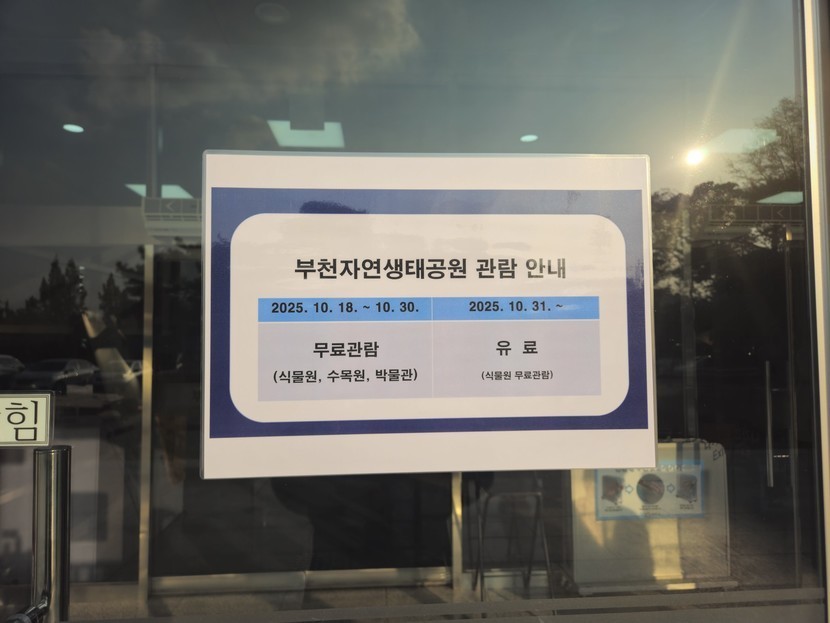 부천자연생태공원 관람 안내
2025. 10. 18. ~ 10. 30.
2025. 10. 31. ~
무료관람
(식물원, 수목원, 박물관)
유 료
(식물원 무료관람)
힘